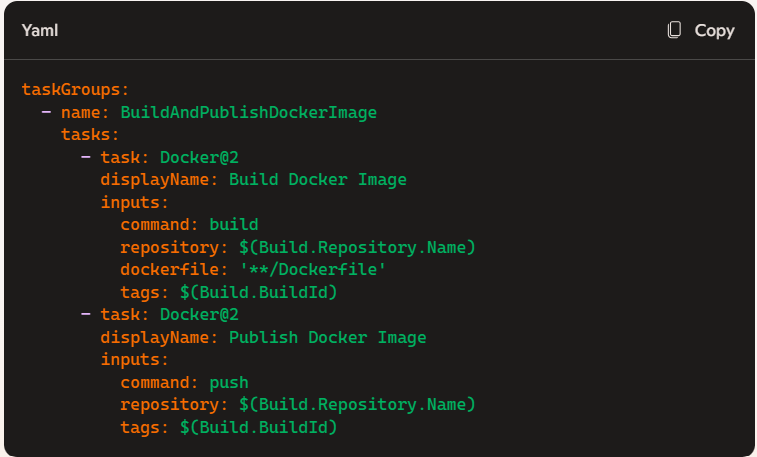 Yaml
Copy
taskGroups:
  - name: BuildAndPublishDockerImage
    tasks:
      - task: Docker@2
        displayName: Build Docker Image
        inputs:
          command: build
          repository: $(Build.Repository.Name)
          dockerfile: '**/Dockerfile'
          tags: $(Build.BuildId)
      - task: Docker@2
        displayName: Publish Docker Image
        inputs:
          command: push
          repository: $(Build.Repository.Name)
          tags: $(Build.BuildId)